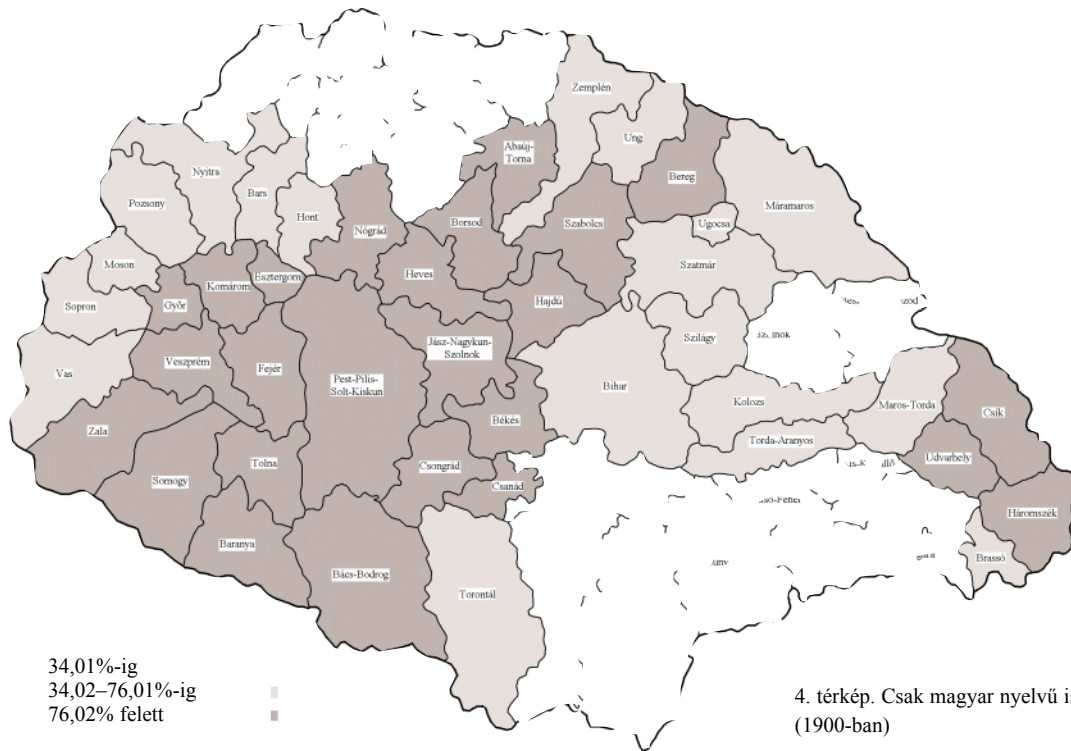 Zemplén
Ung
Abaúj-
Torna
Nyitra
Bereg
Bars
Pozsony
Máramaros
Hont
Borsod
Szabolcs
Ugocsa
Nógrád
Moson
Heves
Szatmár
Esztergom
Komárom
Sopron
Győr
Hajdú
Szilágy
Jász-Nagykun-
Szolnok
Veszprém
Fejér
Vas
Bihar
Pest-Pilis-
Solt-Kiskun
Kolozs
Maros-Torda
Csík
Békés
Zala
Torda-Aranyos
Udvarhely
Tolna
Csongrád
Somogy
Csanád
Háromszék
Baranya
Brassó
Bács-Bodrog
Torontál
34,01%-ig
34,02–76,01%-ig
76,02% felett
4. térkép. Csak magyar nyelvű
(1900-ban)